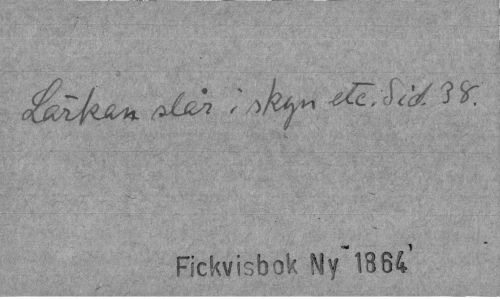 Lärkan slår i skyn etc. Sid. 38.
Fickvisbok Ny 1864